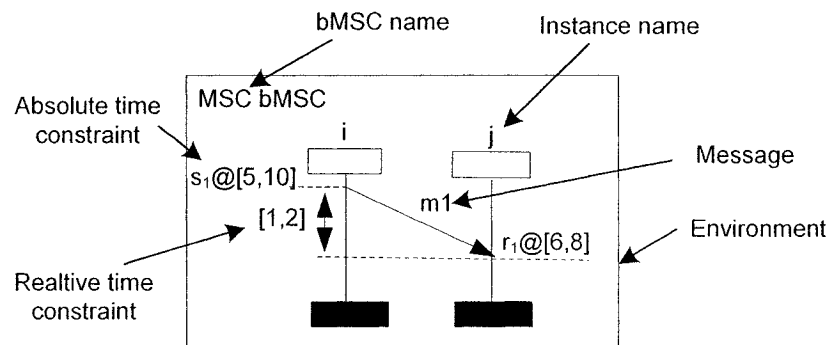 bMSC name
Instance name
MSC bMSC
Absolute time
constraint
i
j
Message
s₁@[5,10]
m1
[1,2]
r₁@[6,8]
Environment
Realtive time
constraint